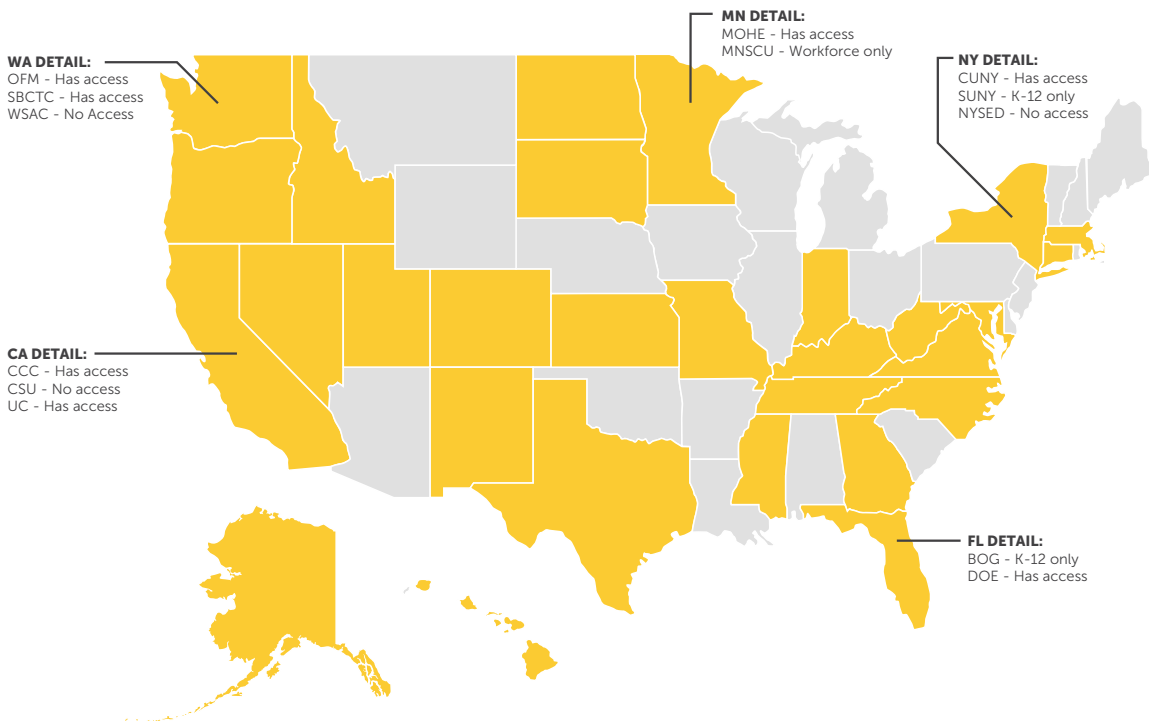 MN DETAIL:
MOHE - Has access
MNSCU - Workforce only
WA DETAIL:
OFM - Has access
SBCTC - Has access
WSAC - No Access
NY DETAIL:
CUNY - Has access
SUNY - K-12 only
NYSED - No access
CA DETAIL:
CCC - Has access
CSU - No access
UC - Has access
FL DETAIL:
BOG - K-12 only
DOE - Has access